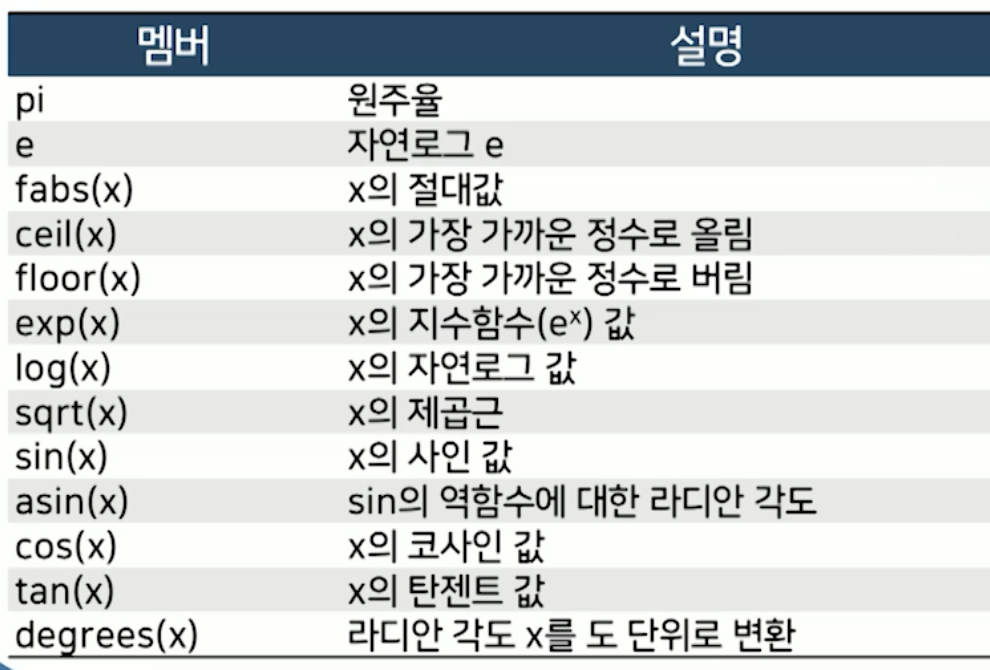 멤버 설명
pi 원주율
e 자연로그 e
fabs(x) x의 절대값
ceil(x) x의 가장 가까운 정수로 올림
floor(x) x의 가장 가까운 정수로 버림
exp(x) x의 지수함수(eˣ) 값
log(x) x의 자연로그 값
sqrt(x) x의 제곱근
sin(x) x의 사인 값
asin(x) sin의 역함수에 대한 라디안 각도
cos(x) x의 코사인 값
tan(x) x의 탄젠트 값
degrees(x) 라디안 각도 x를 도 단위로 변환